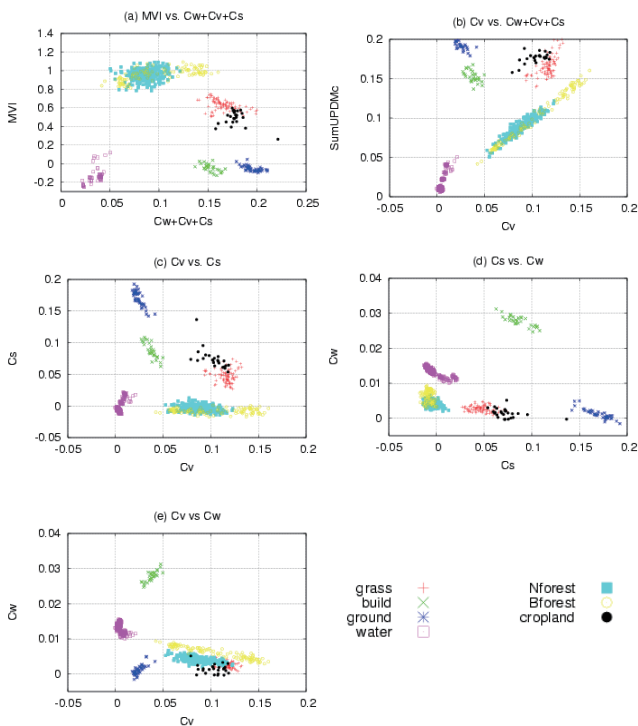 (a) MVI vs. Cw+Cv+Cs
MVI
1.4
1.2
1
0.8
0.6
0.4
0.2
0
-0.2
0 0.05 0.1 0.15 0.2 0.25
Cw+Cv+Cs
(b) Cv vs. Cw+Cv+Cs
SumUPDMc
0.2
0.15
0.1
0.05
0
-0.05 0 0.05 0.1 0.15 0.2
Cv
(c) Cv vs. Cs
Cs
0.2
0.15
0.1
0.05
0
-0.05
-0.05 0 0.05 0.1 0.15 0.2
Cv
(d) Cs vs. Cw
Cw
0.04
0.03
0.02
0.01
0
-0.05 0 0.05 0.1 0.15 0.2
Cs
(e) Cv vs Cw
Cw
0.04
0.03
0.02
0.01
0
-0.05 0 0.05 0.1 0.15 0.2
Cv
grass
build
ground
water
Nforest
Bforest
cropland